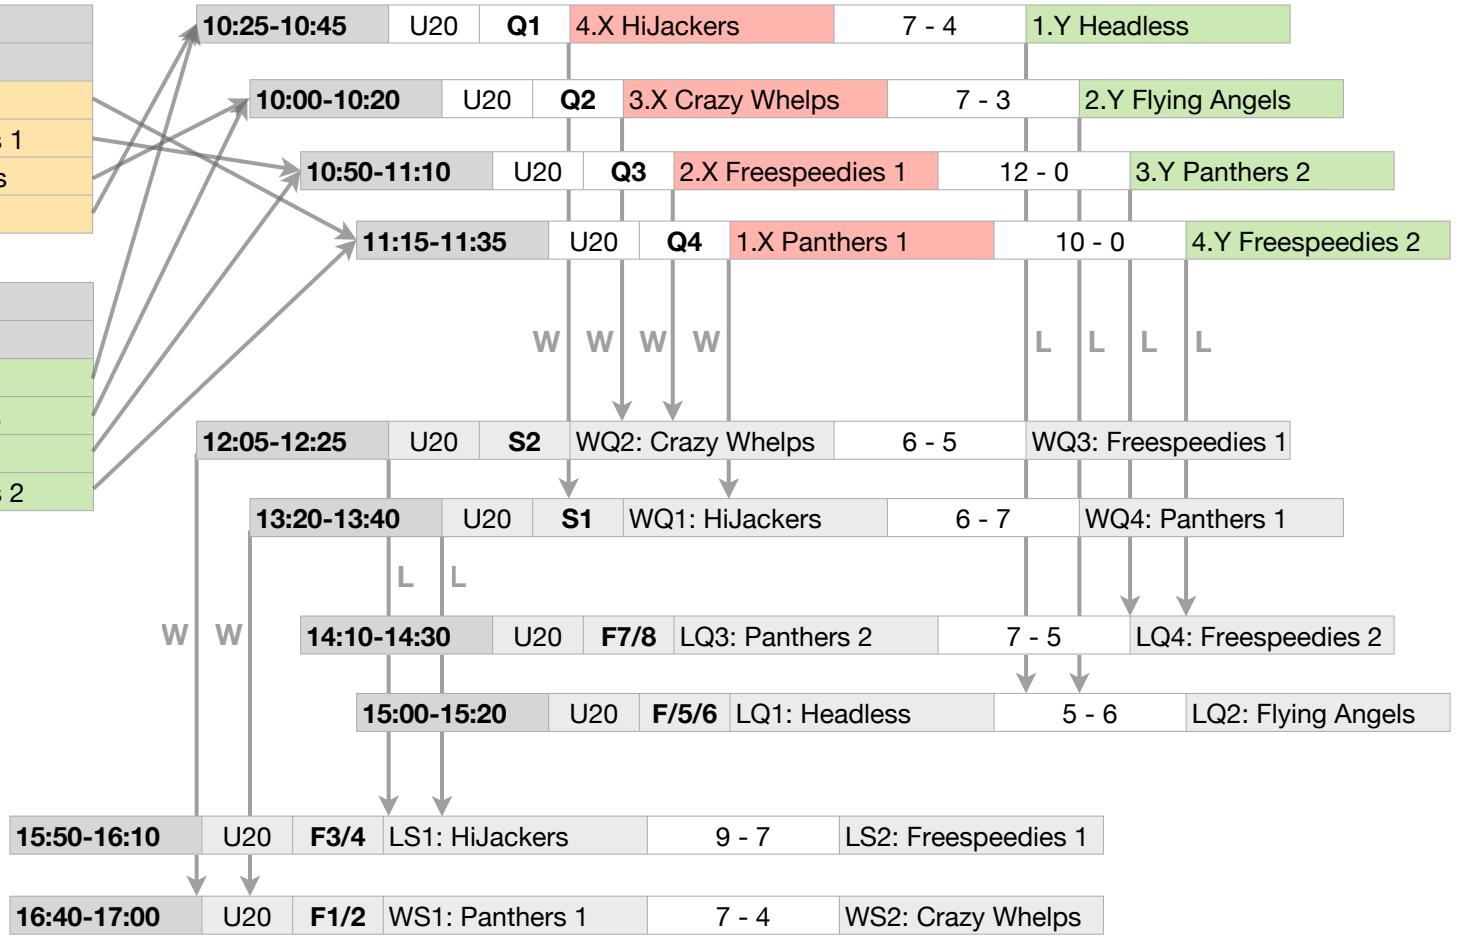 10:25-10:45 U20 Q1 4.X HiJackers 7 - 4 1.Y Headless
10:00-10:20 U20 Q2 3.X Crazy Whelps 7 - 3 2.Y Flying Angels
s 1
10:50-11:10 U20 Q3 2.X Freespeedies 1 12 - 0 3.Y Panthers 2
s
11:15-11:35 U20 Q4 1.X Panthers 1 10 - 0 4.Y Freespeedies 2
W W W W L L L L
12:05-12:25 U20 S2 WQ2: Crazy Whelps 6 - 5 WQ3: Freespeedies 1
s 2
13:20-13:40 U20 S1 WQ1: HiJackers 6 - 7 WQ4: Panthers 1
L L
W W
14:10-14:30 U20 F7/8 LQ3: Panthers 2 7 - 5 LQ4: Freespeedies 2
15:00-15:20 U20 F/5/6 LQ1: Headless 5 - 6 LQ2: Flying Angels
15:50-16:10 U20 F3/4 LS1: HiJackers 9 - 7 LS2: Freespeedies 1
16:40-17:00 U20 F1/2 WS1: Panthers 1 7 - 4 WS2: Crazy Whelps